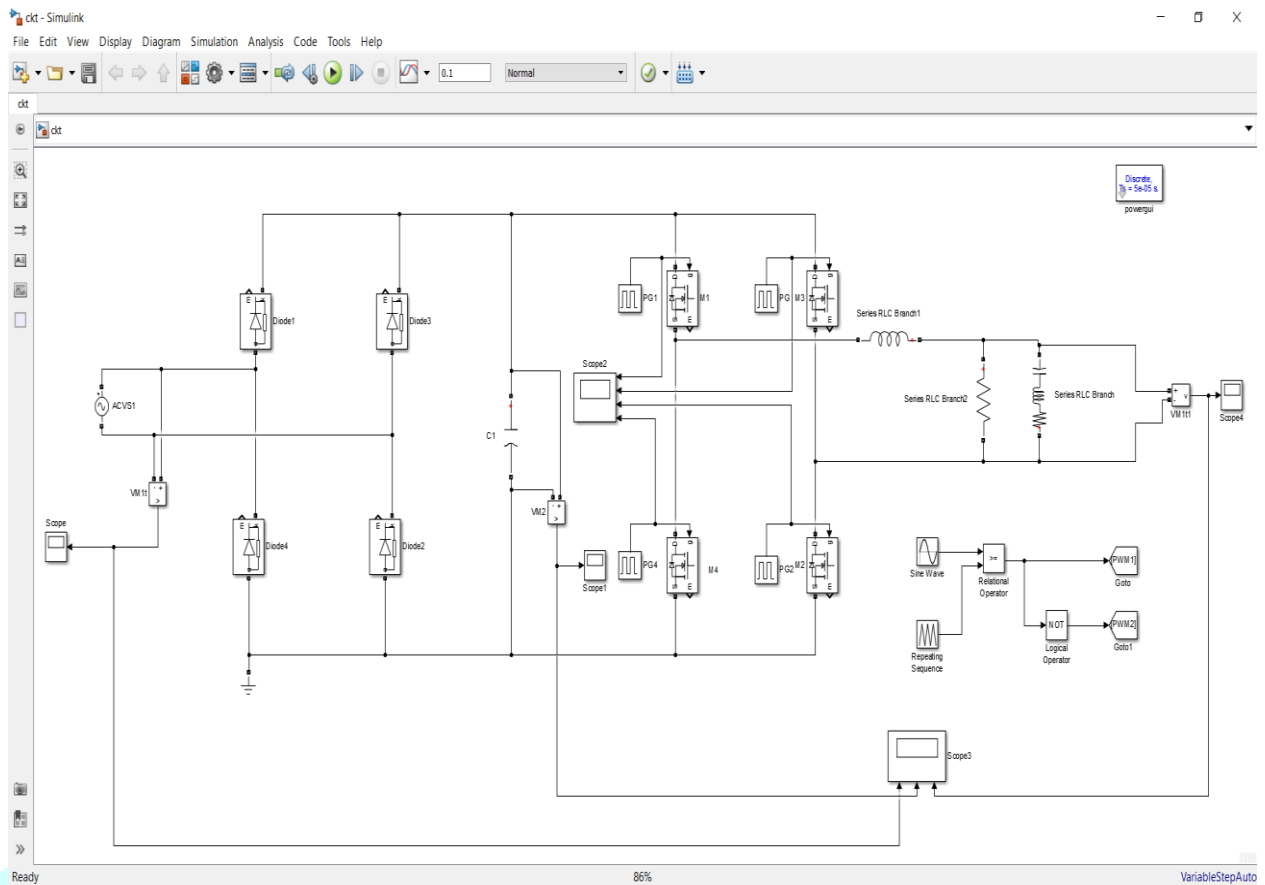 ckt - Simulink
File Edit View Display Diagram Simulation Analysis Code Tools Help
0.1
Normal
ckt
ckt
Discrete,
Ts = 5e-05 s.
powergui
Diode1
Diode3
PG1
M1
PG
M3
Series RLC Branch1
Scope2
ACVS1
C1
Series RLC Branch2
Series RLC Branch
VM1t1
Scope4
VM1t
VM2
Scope
Diode4
Diode2
Scope1
PG4
M4
PG2
M2
Sine Wave
>=
Relational
Operator
[PWM1]
Goto
Repeating
Sequence
NOT
Logical
Operator
[PWM2]
Goto1
Scope3
Ready
86%
VariableStepAuto